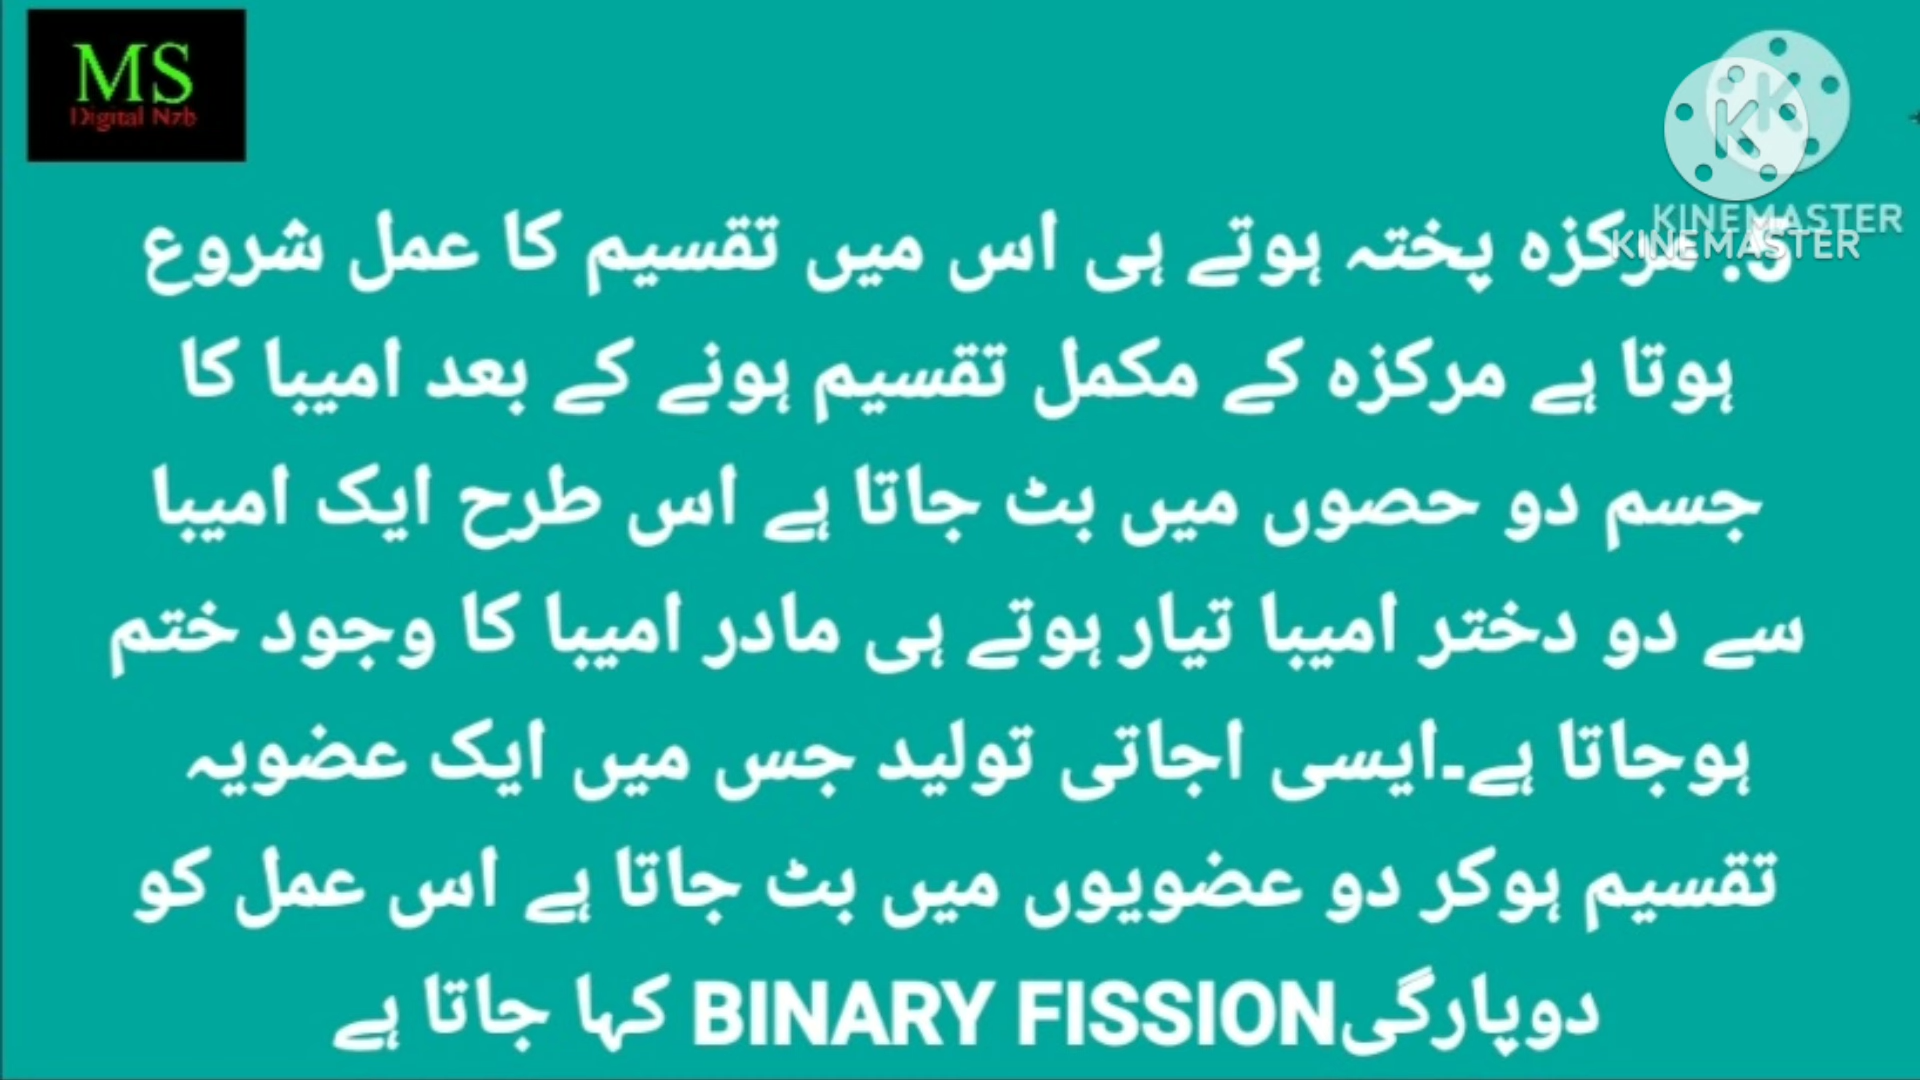 MS
Digital Nzb
KINEMASTER
KINEMASTER
5. مرکزہ پختہ ہوتے ہی اس میں تقسیم کا عمل شروع
ہوتا ہے مرکزہ کے مکمل تقسیم ہونے کے بعد امیبا کا
جسم دو حصوں میں بٹ جاتا ہے اس طرح ایک امیبا
سے دو دختر امیبا تیار ہوتے ہی مادر امیبا کا وجود ختم
ہوجاتا ہے۔ایسی اجاتی تولید جس میں ایک عضویہ
تقسیم ہوکر دو عضویوں میں بٹ جاتا ہے اس عمل کو
دوپارگیBINARY FISSION کہا جاتا ہے